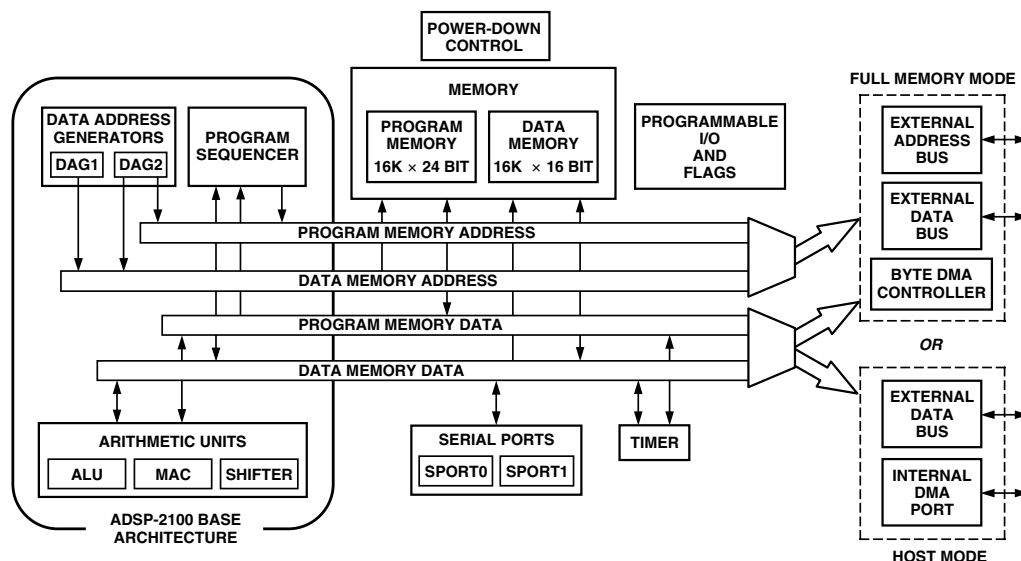 POWER-DOWN
CONTROL
FULL MEMORY MODE
MEMORY
DATA ADDRESS
GENERATORS
DAG1
DAG2
PROGRAM
SEQUENCER
PROGRAM
MEMORY
16K × 24 BIT
DATA
MEMORY
16K × 16 BIT
PROGRAMMABLE
I/O
AND
FLAGS
EXTERNAL
ADDRESS
BUS
EXTERNAL
DATA
BUS
BYTE DMA
CONTROLLER
PROGRAM MEMORY ADDRESS
DATA MEMORY ADDRESS
PROGRAM MEMORY DATA
DATA MEMORY DATA
OR
ARITHMETIC UNITS
ALU
MAC
SHIFTER
SERIAL PORTS
SPORT0
SPORT1
TIMER
EXTERNAL
DATA
BUS
INTERNAL
DMA
PORT
ADSP-2100 BASE
ARCHITECTURE
HOST MODE